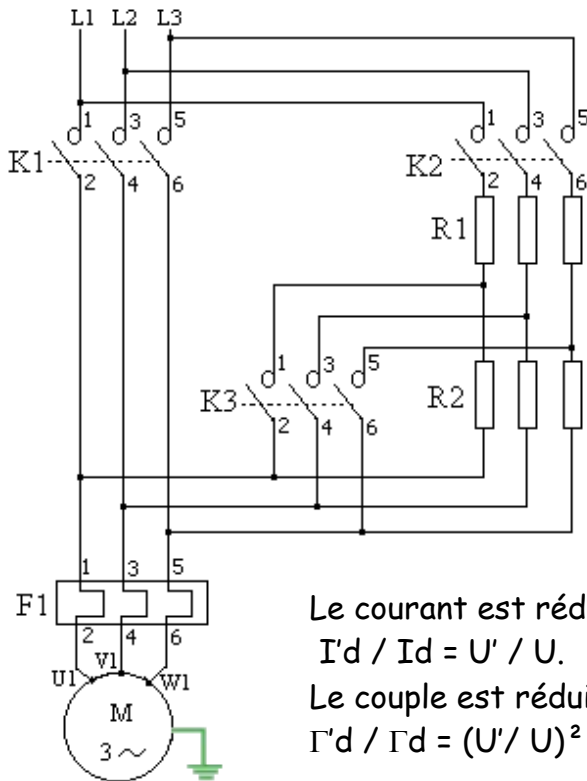 L1 L2 L3
1 3 5
1 3 5
K1
K2
2 4 6
2 4 6
R1
1 3 5
K3
R2
2 4 6
1 3 5
F1
2 4 6
U1 V1 W1
M
3 ~
Le courant est
I'd / Id = U' / U.
Le couple est
Γ'd / Γd = (U'/ U)²